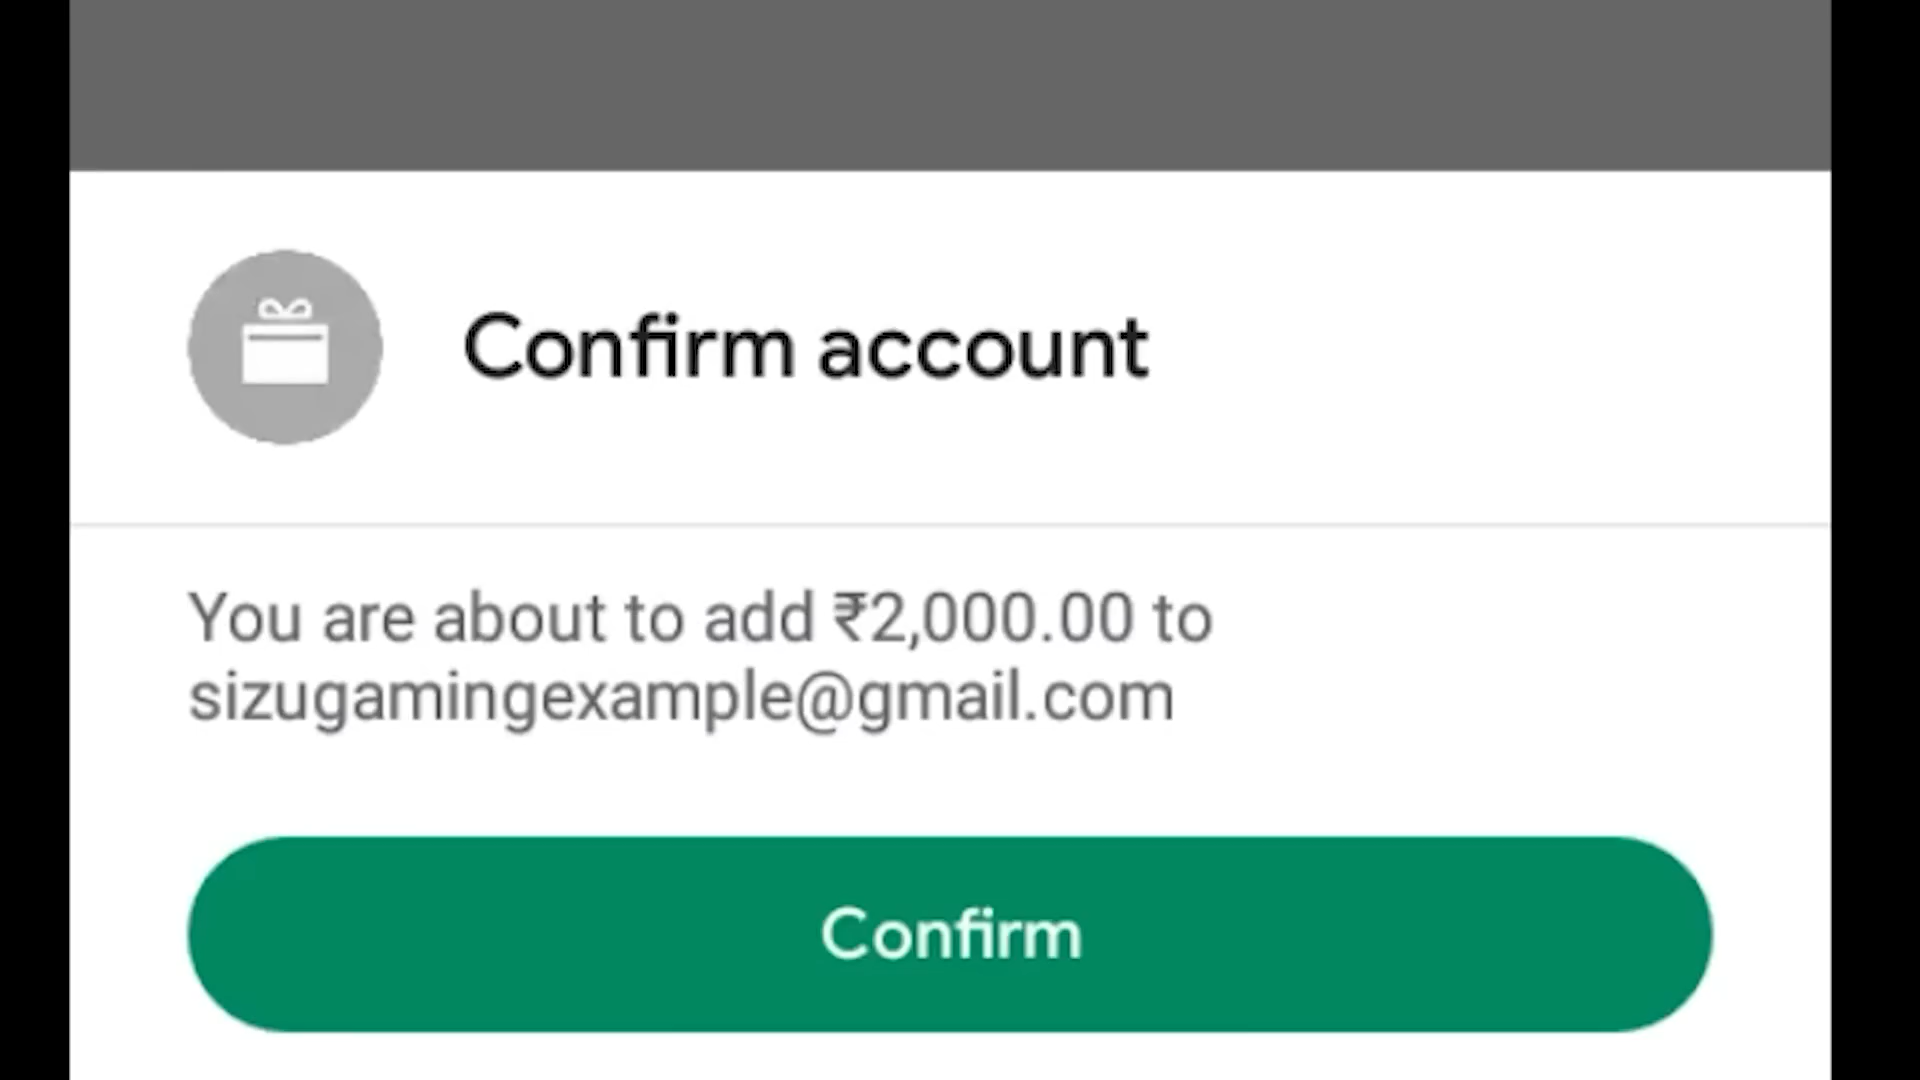 Confirm account
You are about to add ₹2,000.00 to
sizugamingexample@gmail.com
Confirm